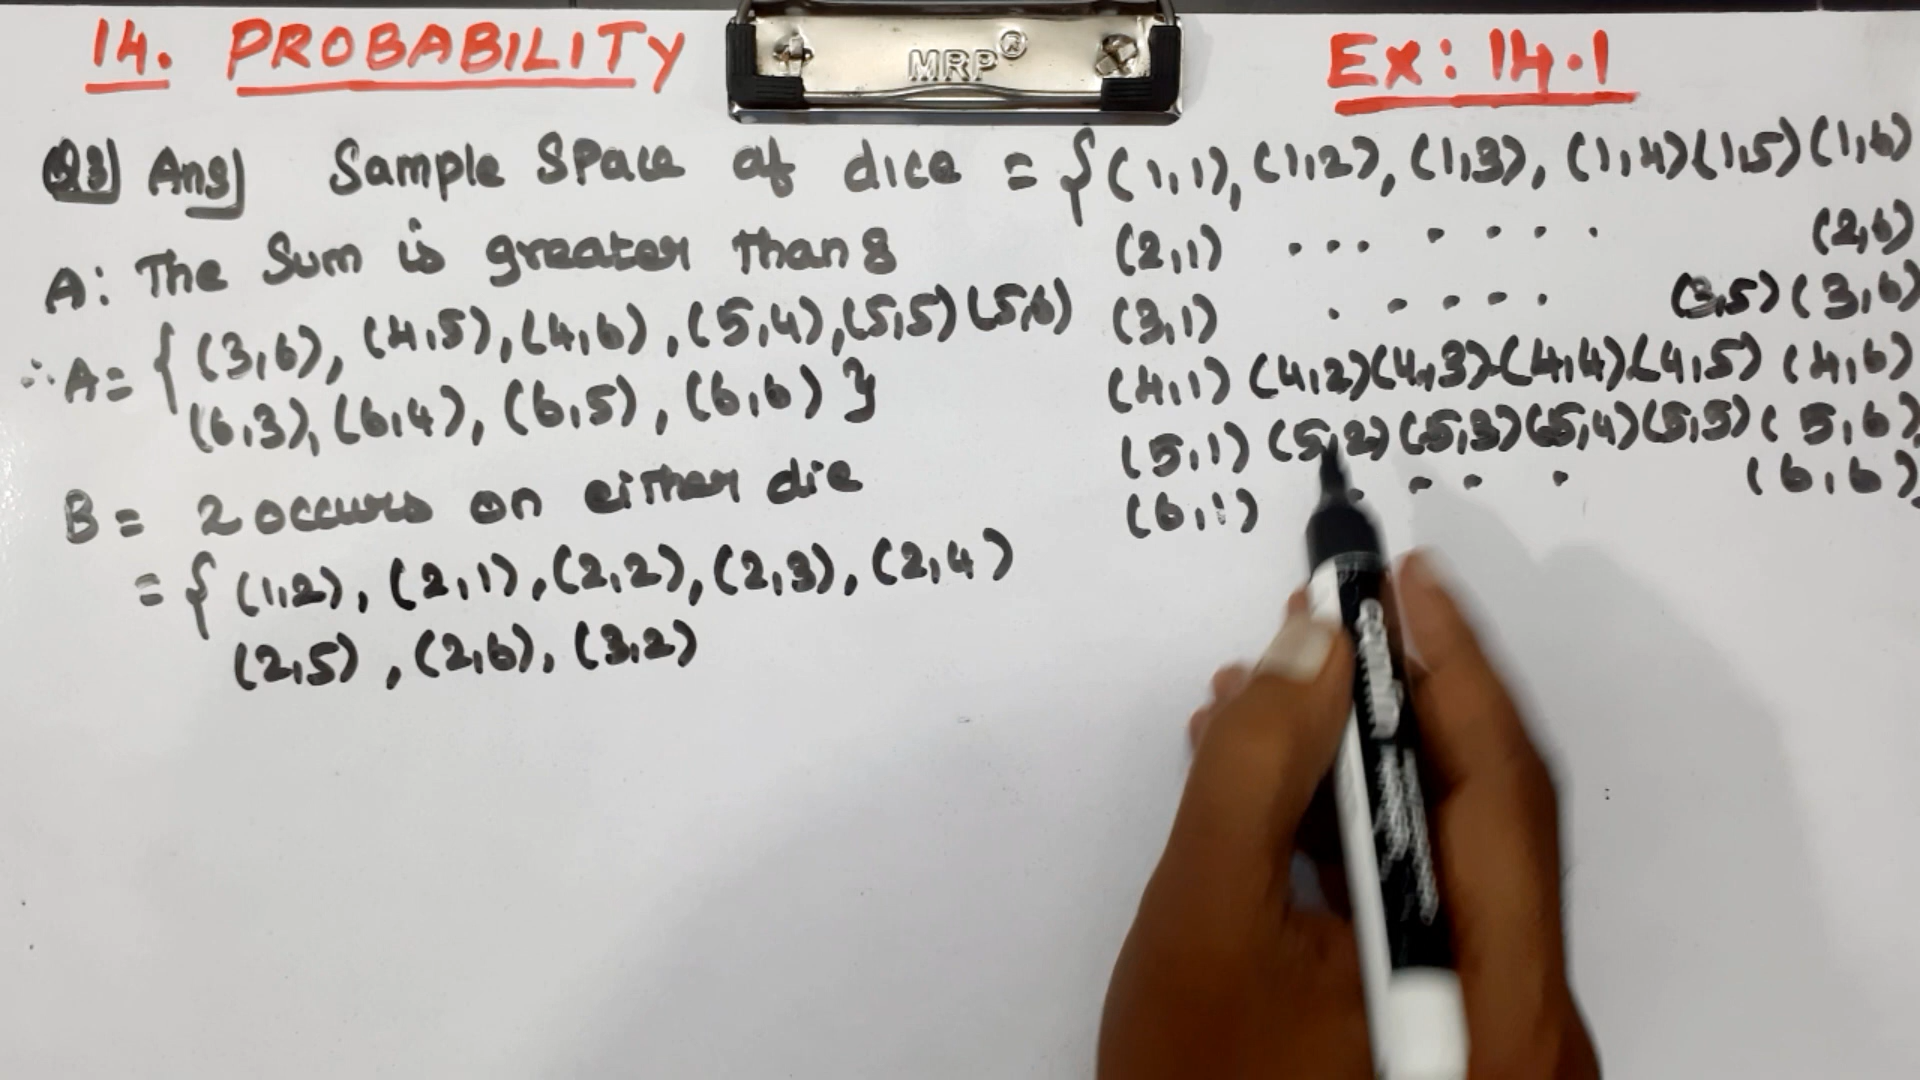 14. PROBABILITY
MRP®
Ex: 14.1
Q3) Ans) Sample Space of dice = {(1,1), (1,2), (1,3), (1,4) (1,5) (1,6)
(2,1) ... . . . . (2,6)
(3,1) . . . . . (3,5) (3,6)
(4,1) (4,2) (4,3) (4,4) (4,5) (4,6)
(5,1) (5,2) (5,3) (5,4) (5,5) (5,6)
(6,1) . . . . (6,6)
A: The Sum is greater than 8
∴ A = { (3,6), (4,5), (4,6), (5,4), (5,5) (5,6)
(6,3), (6,4), (6,5), (6,6) }
B = 2 occurs on either die
= { (1,2), (2,1), (2,2), (2,3), (2,4)
(2,5), (2,6), (3,2)